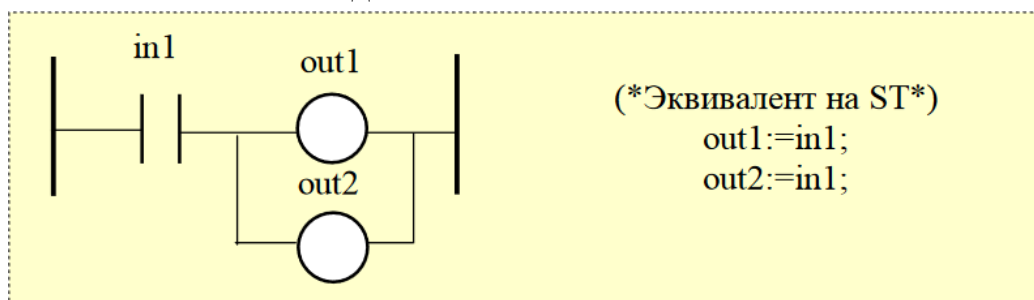 in1
out1
out2
(*Эквивалент на ST*)
out1:=in1;
out2:=in1;